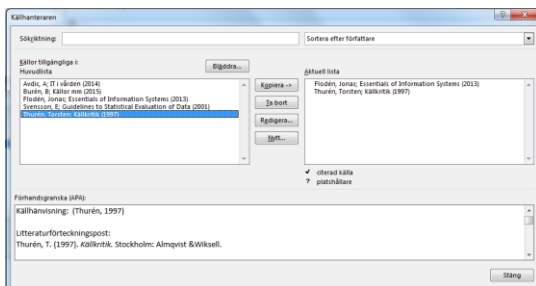 Källhanteraren
Sökriktning:
Sortera efter författare
Källor tillgängliga i:
Huvudlista
Bläddra...
Aktuell lista
Avdic, A; IT i vården (2014)
Burén, B; Källor mm (2015)
Flodén, Jonas; Essentials of Information Systems (2013)
Svensson, E; Guidelines to Statistical Evaluation of Data (2001)
Thurén, Torsten; Källkritik (1997)
Kopiera ->
Ta bort
Redigera...
Nytt...
Flodén, Jonas; Essentials of Information Systems (2013)
Thurén, Torsten; Källkritik (1997)
✓ citerad källa
? platshållare
Förhandsgranska (APA):
Källhänvisning: (Thurén, 1997)
Litteraturförteckningspost:
Thurén, T. (1997). Källkritik. Stockholm: Almqvist &Wiksell.
Stäng